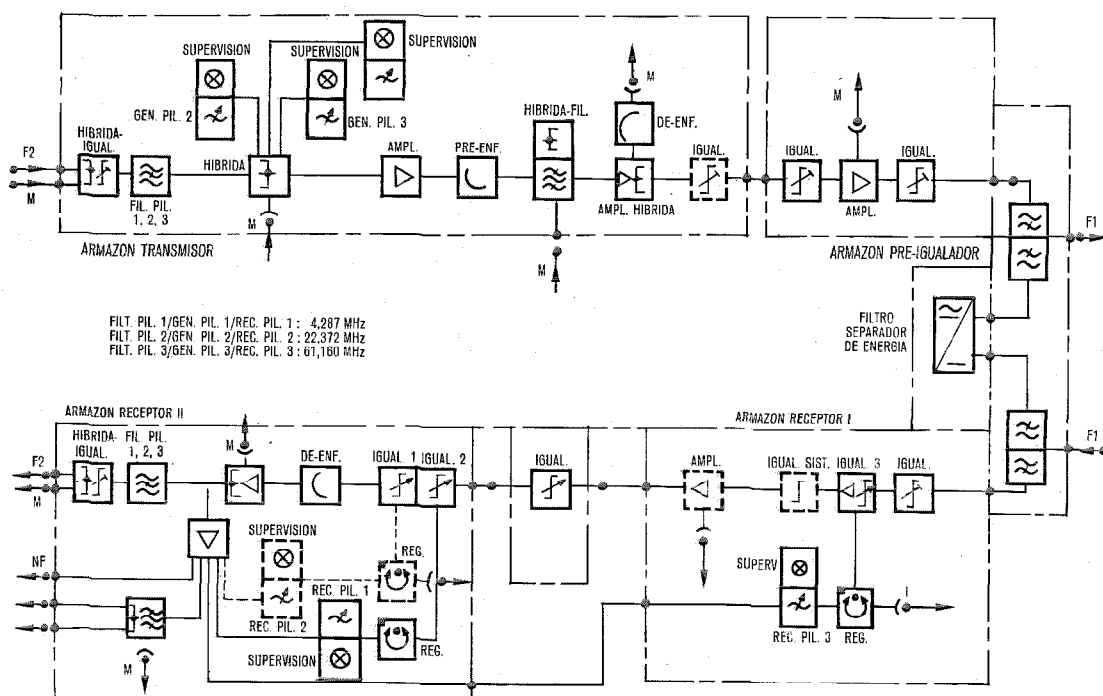 SUPERVISION
SUPERVISION
SUPERVISION
M
GEN. PIL. 2
GEN. PIL. 3
HIBRIDA-FIL.
DE-ENF.
M
F2
M
HIBRIDA-
IGUAL.
FIL. PIL.
1, 2, 3
HIBRIDA
AMPL.
PRE-ENF.
AMPL. HIBRIDA
IGUAL.
IGUAL.
AMPL.
IGUAL.
M
M
ARMAZON TRANSMISOR
ARMAZON PRE-IGUALADOR
F1
FILT. PIL. 1/GEN. PIL. 1/REC. PIL. 1 : 4,287 MHz
FILT. PIL. 2/GEN. PIL. 2/REC. PIL. 2 : 22,372 MHz
FILT. PIL. 3/GEN. PIL. 3/REC. PIL. 3 : 61,160 MHz
FILTRO
SEPARADOR
DE ENERGIA
ARMAZON RECEPTOR II
ARMAZON RECEPTOR I
F2
M
HIBRIDA-
IGUAL.
FIL. PIL.
1, 2, 3
M
DE-ENF.
IGUAL. 1
IGUAL. 2
IGUAL.
AMPL.
IGUAL. SIST.
IGUAL. 3
IGUAL.
F1
NF
SUPERVISION
REG.
REC. PIL. 1
REC. PIL. 2
SUPERVISION
REG.
SUPERV
REC. PIL. 3
REG.
I
M